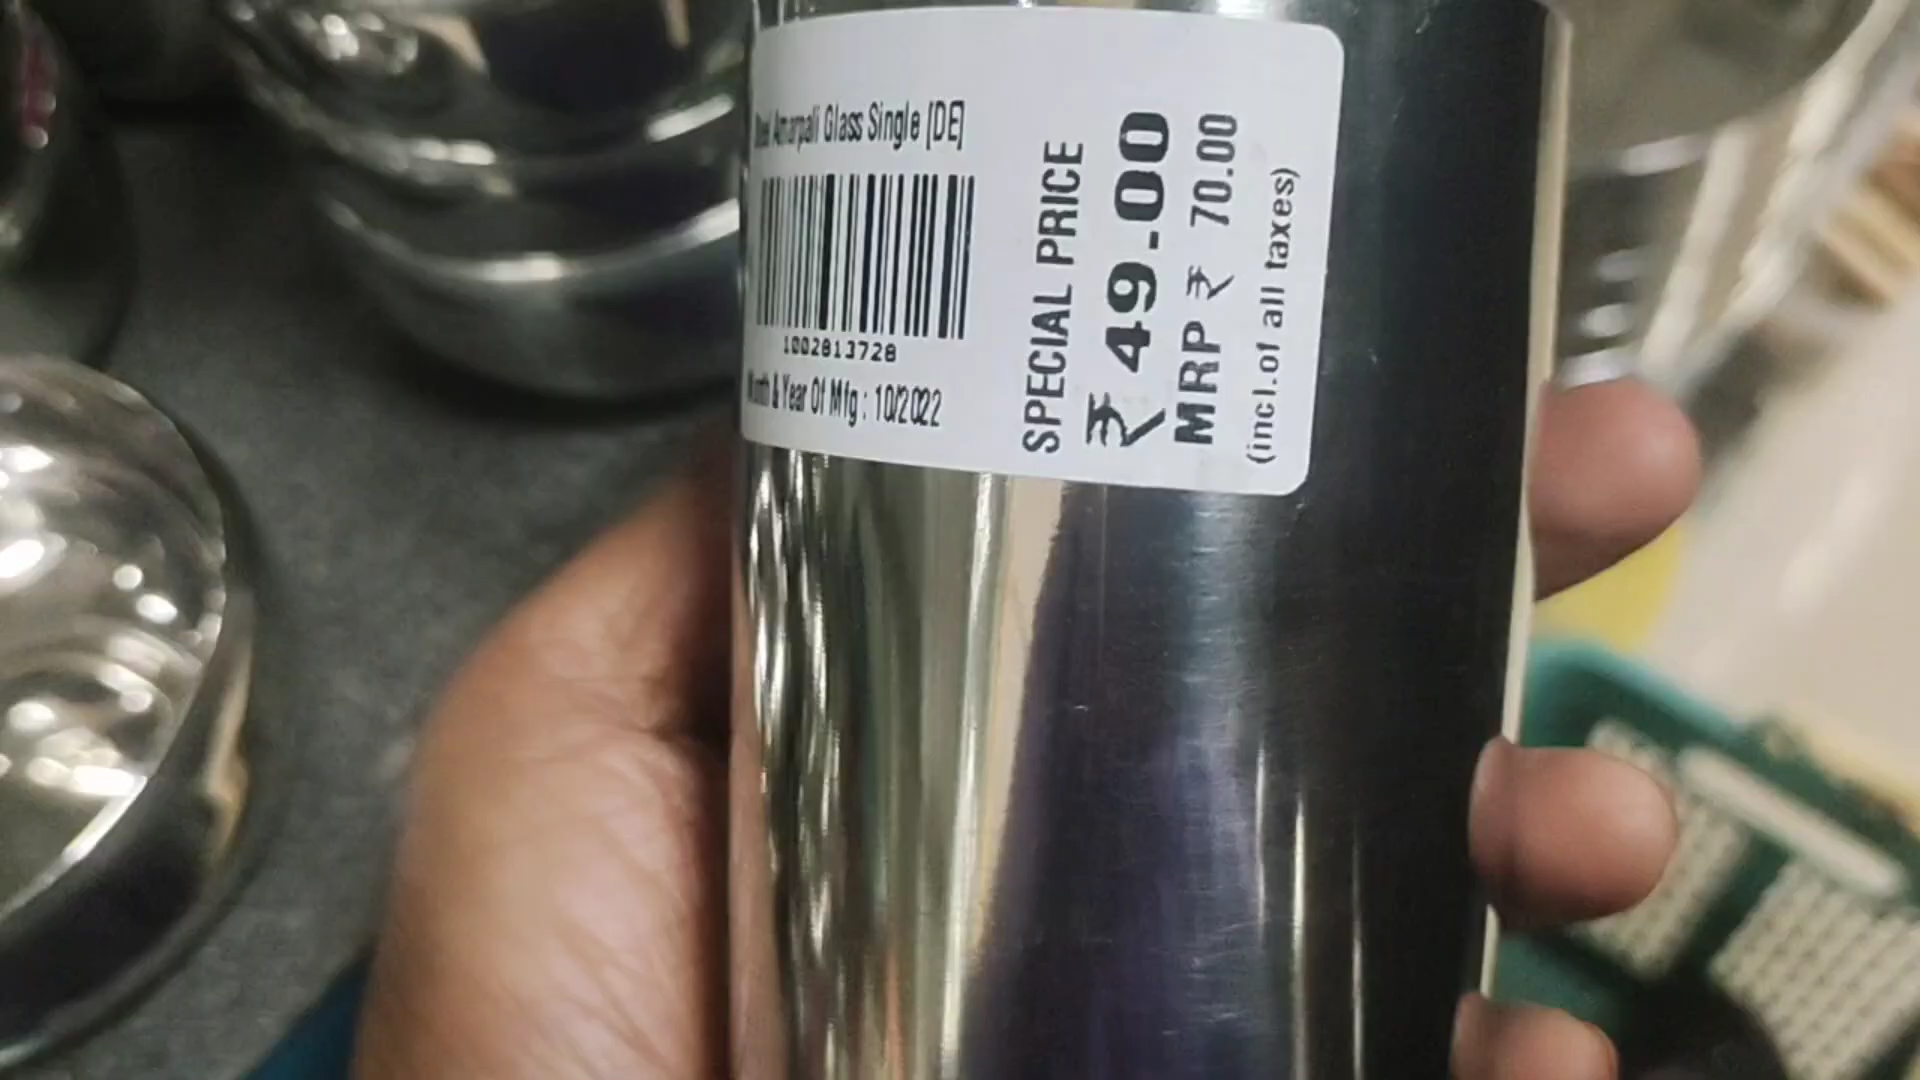 Steel Amarpali Glass Single [DE]
1002813728
Month & Year Of Mfg : 10/2022
SPECIAL PRICE
₹ 49.00
MRP ₹ 70.00
(incl.of all taxes)